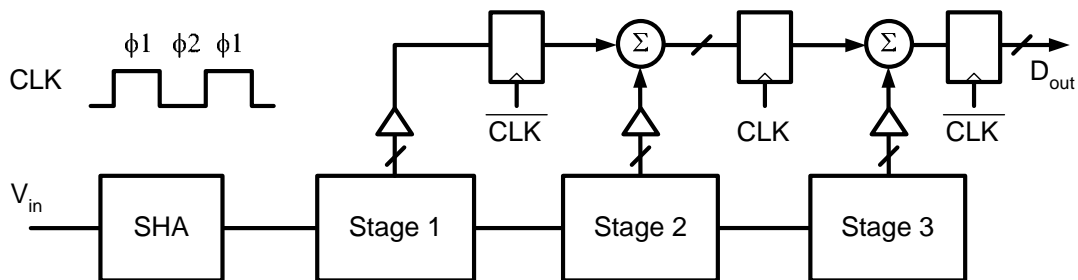 ϕ1 ϕ2 ϕ1
CLK
Σ
Σ
D_out
CLK
CLK
CLK
V_in
SHA
Stage 1
Stage 2
Stage 3